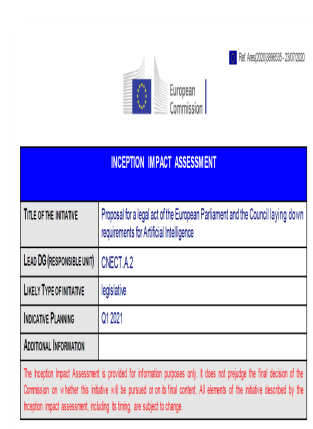 Ref. Ares(2020)3896535 - 23/07/2020
European
Commission
INCEPTION IMPACT ASSESSMENT
TITLE OF THE INITIATIVE
Proposal for a legal act of the European Parliament and the Council laying down
requirements for Artificial Intelligence
LEAD DG (RESPONSIBLE UNIT)
CNECT.A.2
LIKELY TYPE OF INITIATIVE
legislative
INDICATIVE PLANNING
Q1 2021
ADDITIONAL INFORMATION
The Inception Impact Assessment is provided for information purposes only. It does not prejudge the final decision of the
Commission on whether this initiative will be pursued or on its final content. All elements of the initiative described by the
Inception impact assessment, including its timing, are subject to change.